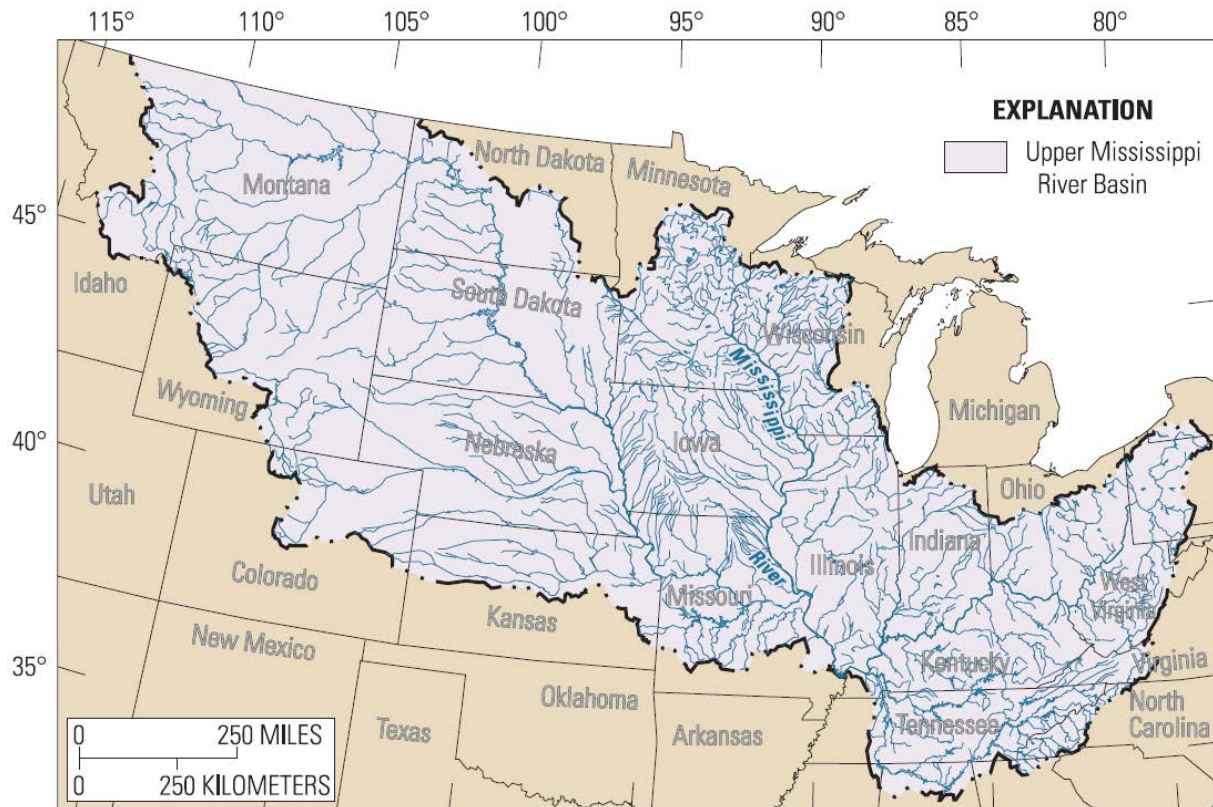 115°
110°
105°
100°
95°
90°
85°
80°
EXPLANATION
Upper Mississippi
River Basin
North Dakota
Minnesota
Montana
45°
Idaho
South Dakota
Wisconsin
Mississippi
Wyoming
Michigan
40°
Nebraska
Iowa
Utah
Ohio
Indiana
Illinois
River
Colorado
Missouri
West
Virginia
Kansas
New Mexico
Kentucky
Virginia
35°
Oklahoma
North
Carolina
Texas
Arkansas
Tennessee
0 250 MILES
0 250 KILOMETERS